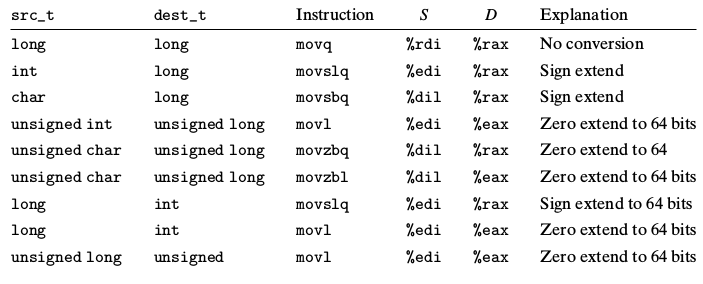 src_t dest_t Instruction S D Explanation
long long movq %rdi %rax No conversion
int long movslq %edi %rax Sign extend
char long movsbq %dil %rax Sign extend
unsigned int unsigned long movl %edi %eax Zero extend to 64 bits
unsigned char unsigned long movzbq %dil %rax Zero extend to 64
unsigned char unsigned long movzbl %dil %eax Zero extend to 64 bits
long int movslq %edi %rax Sign extend to 64 bits
long int movl %edi %eax Zero extend to 64 bits
unsigned long unsigned movl %edi %eax Zero extend to 64 bits